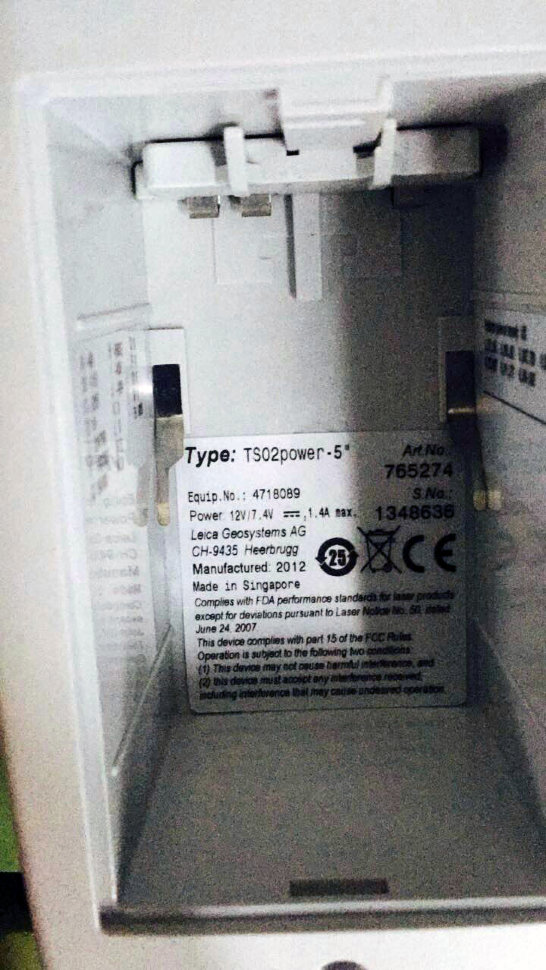 Type: TS02power-5"
Art.No.:
765274
Equip.No.: 4718089
S.No.:
Power: 12V/7.4V ⎓, 1.4A max.
1348636
Leica Geosystems AG
CH-9435 Heerbrugg
Manufactured: 2012
25
CE
Made in Singapore
Complies with FDA performance standards for laser products
except for deviations pursuant to Laser Notice No. 50, dated
June 24, 2007
This device complies with part 15 of the FCC Rules.
Operation is subject to the following two conditions:
(1) This device may not cause harmful interference, and
(2) this device must accept any interference received,
including interference that may cause undesired operation.